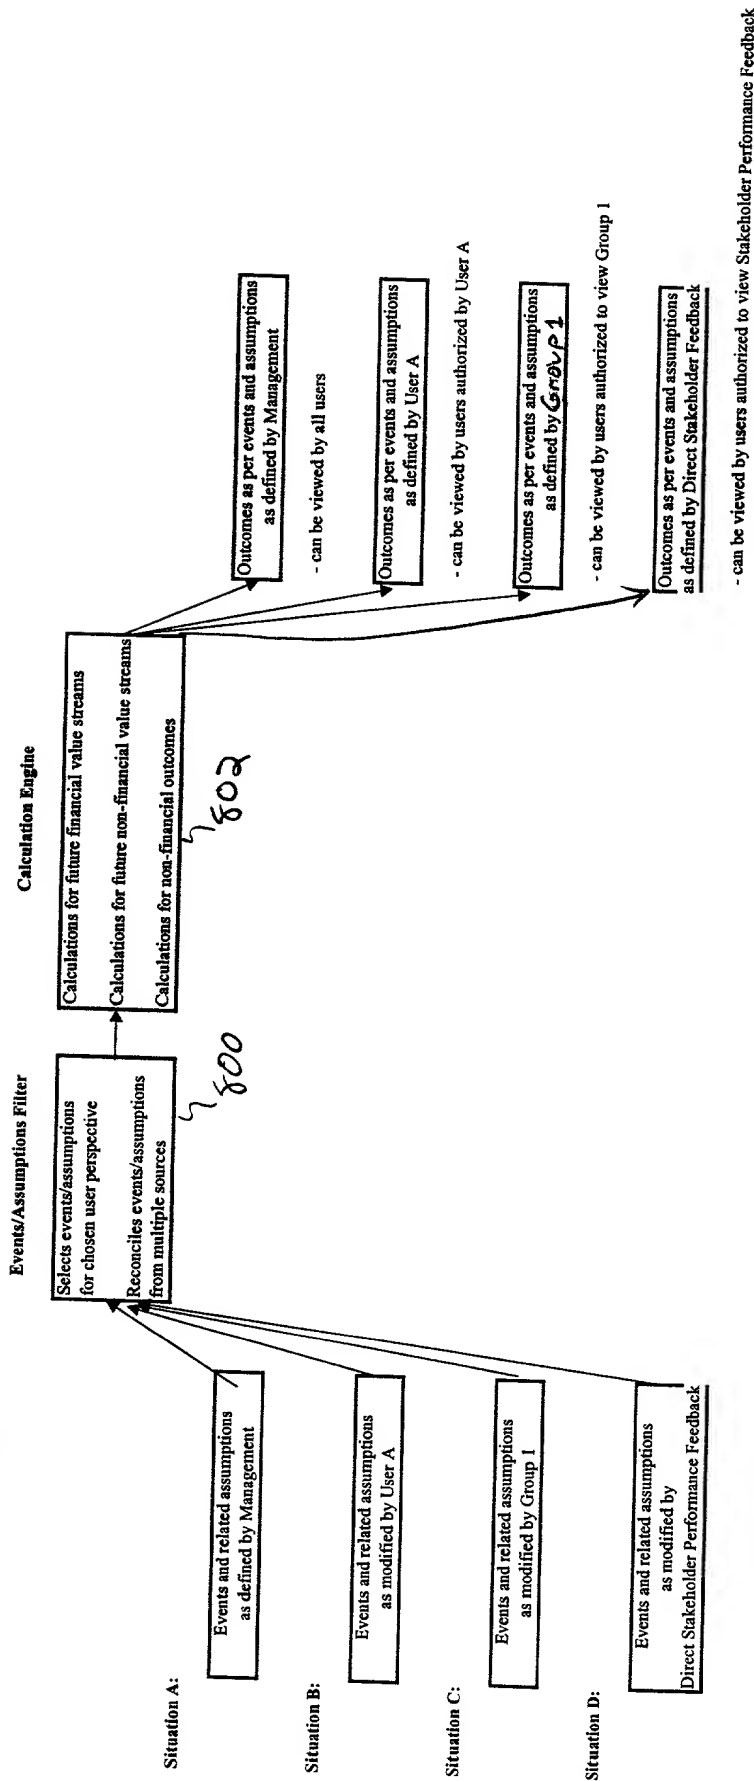 Events/Assumptions Filter
Selects events/assumptions
for chosen user perspective
Reconciles events/assumptions
from multiple sources
800
Calculation Engine
Calculations for future financial value streams
Calculations for future non-financial value streams
Calculations for non-financial outcomes
802
Situation A:
Events and related assumptions
as defined by Management
Outcomes as per events and assumptions
as defined by Management
- can be viewed by all users
Situation B:
Events and related assumptions
as modified by User A
Outcomes as per events and assumptions
as defined by User A
- can be viewed by users authorized by User A
Situation C:
Events and related assumptions
as modified by Group 1
Outcomes as per events and assumptions
as defined by Group 1
- can be viewed by users authorized to view Group 1
Situation D:
Events and related assumptions
as modified by
Direct Stakeholder Performance Feedback
Outcomes as per events and assumptions
as defined by Direct Stakeholder Feedback
- can be viewed by users authorized to view Stakeholder Performance Feedback